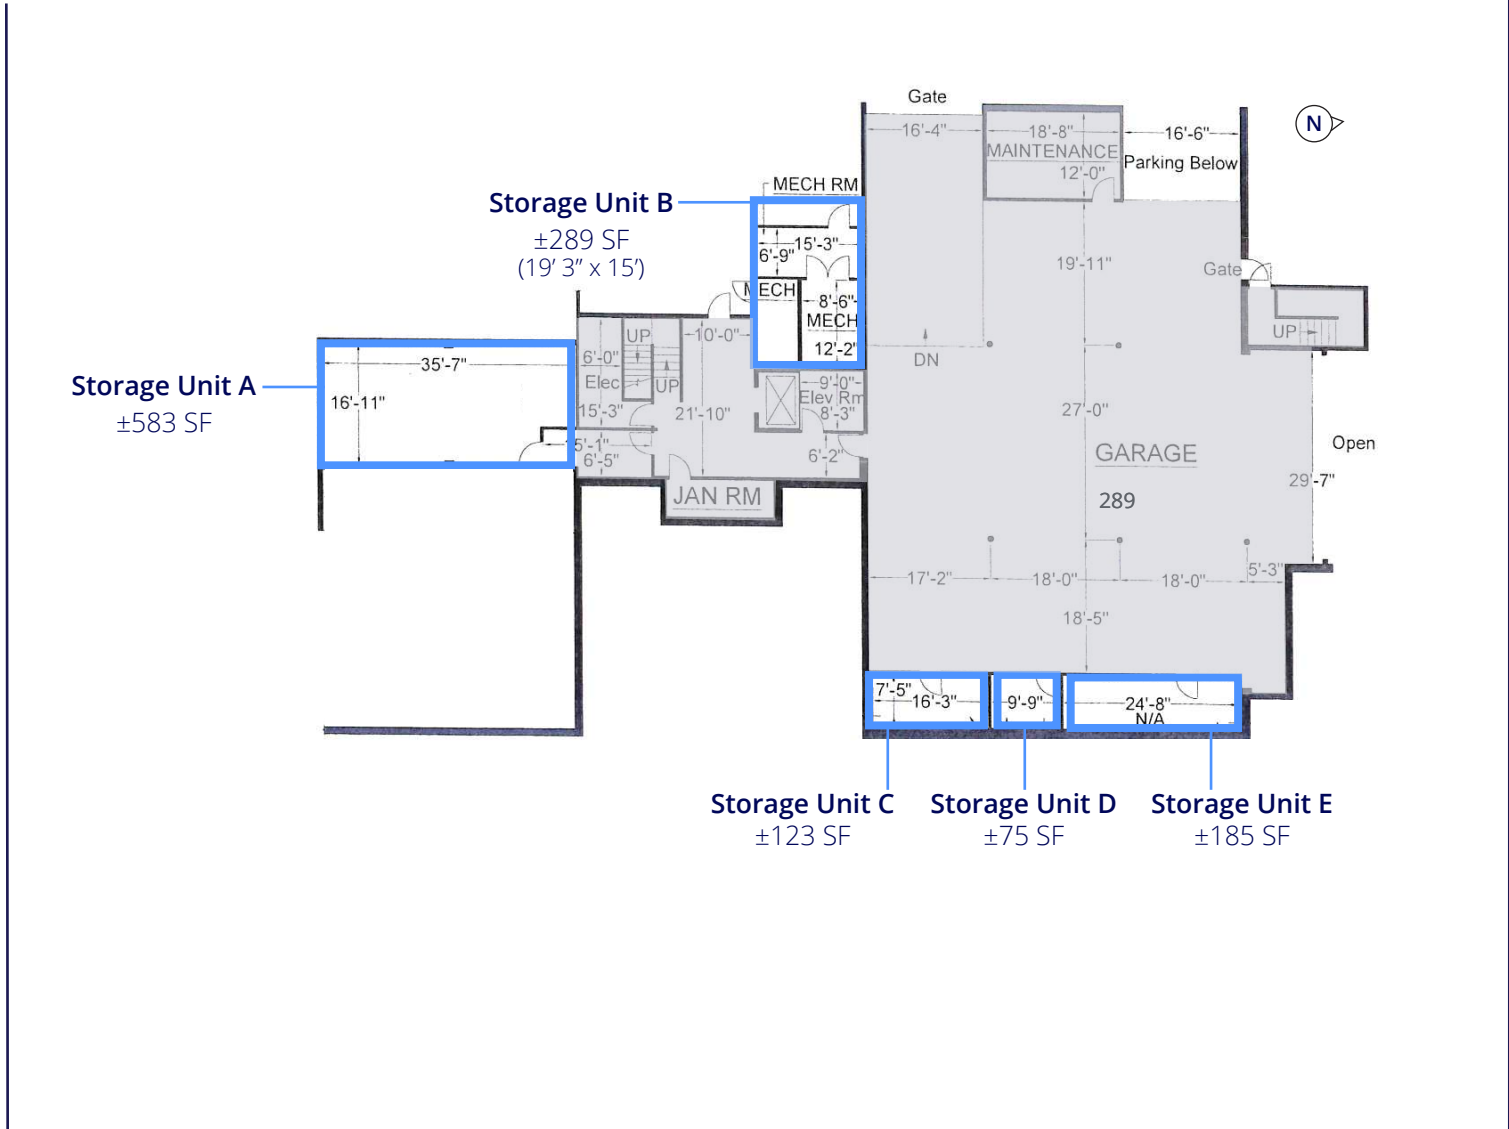 Gate
16'-4"
18'-8"
16'-6"
N
MAINTENANCE
Parking Below
12'-0"
MECH RM
Storage Unit B
±289 SF
(19' 3" x 15')
15'-3"
6'-9"
19'-11"
Gate
MECH
8'-6"
MECH
12'-2"
UP
10'-0"
UP
DN
35'-7"
6'-0"
Elec
UP
9'-0"
Elev Rm
Storage Unit A
±583 SF
16'-11"
15'-3"
21'-10"
8'-3"
27'-0"
Open
15'-1"
6'-5"
6'-2"
GARAGE
29'-7"
JAN RM
289
17'-2"
18'-0"
18'-0"
5'-3"
18'-5"
7'-5"
16'-3"
9'-9"
24'-8"
N/A
Storage Unit C
±123 SF
Storage Unit D
±75 SF
Storage Unit E
±185 SF